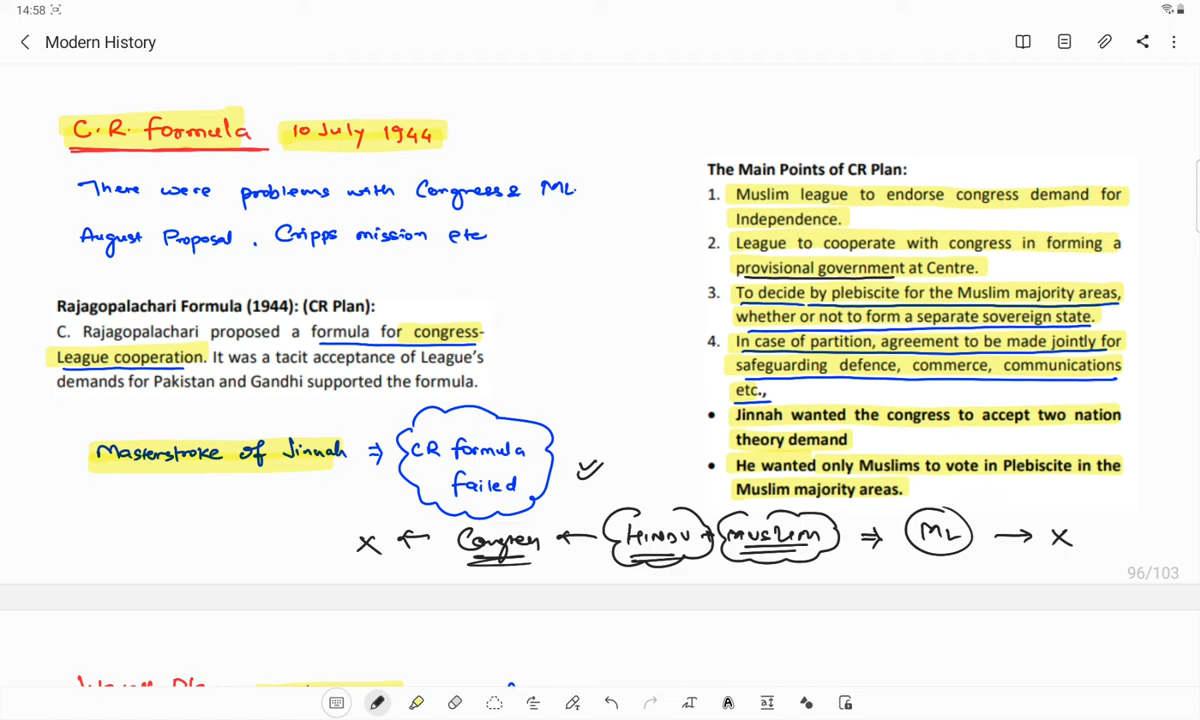 14:58
Modern History
C.R. formula 10 July 1944
There were problems with Congress & ML.
August Proposal, Cripps mission etc
Rajagopalachari Formula (1944): (CR Plan):
C. Rajagopalachari proposed a formula for congress-
League cooperation. It was a tacit acceptance of League's
demands for Pakistan and Gandhi supported the formula.
Masterstroke of Jinnah ⇒ CR formula
failed
The Main Points of CR Plan:
1. Muslim league to endorse congress demand for
Independence.
2. League to cooperate with congress in forming a
provisional government at Centre.
3. To decide by plebiscite for the Muslim majority areas,
whether or not to form a separate sovereign state.
4. In case of partition, agreement to be made jointly for
safeguarding defence, commerce, communications
etc.,
• Jinnah wanted the congress to accept two nation
theory demand
• He wanted only Muslims to vote in Plebiscite in the
Muslim majority areas.
X ← Congress ← HINDU + MUSLIM ⇒ ML → X
96/103